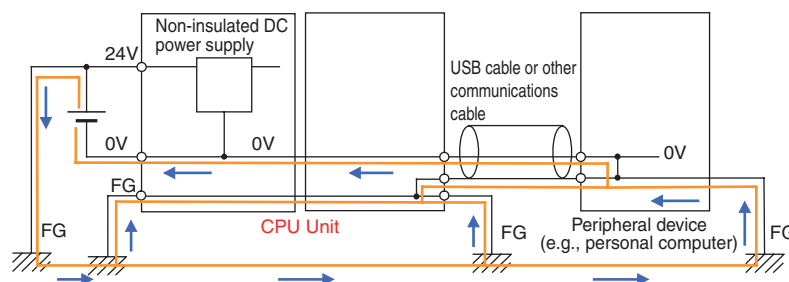 Non-insulated DC
power supply
24V
USB cable or other
communications
cable
0V
0V
0V
FG
CPU Unit
FG
FG
Peripheral device
(e.g., personal computer)
FG